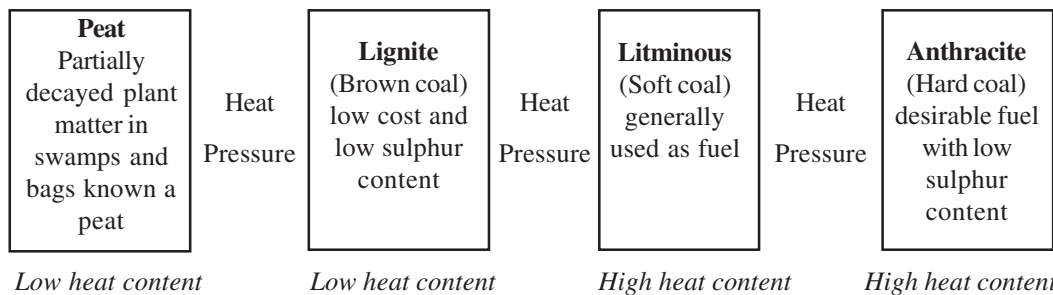 Peat
Partially
decayed plant
matter in
swamps and
bags known a
peat
Heat
Pressure
Lignite
(Brown coal)
low cost and
low sulphur
content
Heat
Pressure
Litminous
(Soft coal)
generally
used as fuel
Heat
Pressure
Anthracite
(Hard coal)
desirable fuel
with low
sulphur
content
Low heat content
Low heat content
High heat content
High heat content